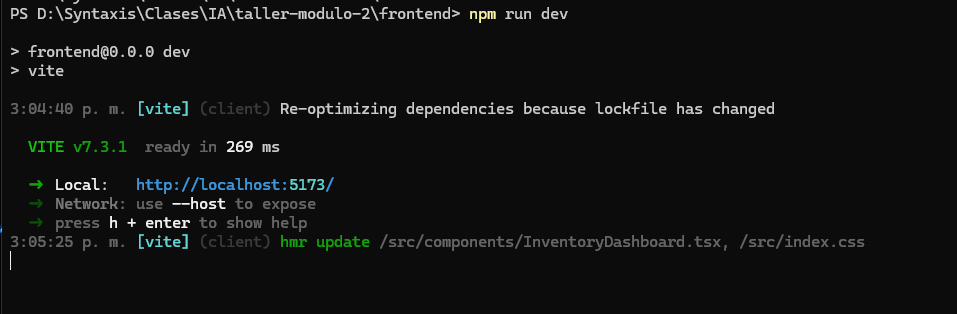 PS D:\Syntaxis\Clases\IA\taller-modulo-2\frontend> npm run dev
> frontend@0.0.0 dev
> vite
3:04:40 p. m. [vite] (client) Re-optimizing dependencies because lockfile has changed
VITE v7.3.1 ready in 269 ms
➜ Local: http://localhost:5173/
➜ Network: use --host to expose
➜ press h + enter to show help
3:05:25 p. m. [vite] (client) hmr update /src/components/InventoryDashboard.tsx, /src/index.css